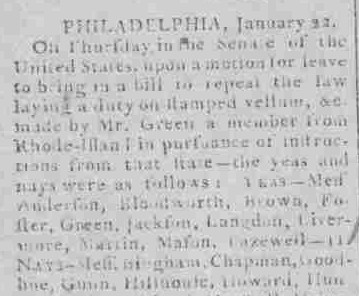 PHILADELPHIA, January 22.
On Thurſday in the Senate of the
United States, upon a motion for leave
to bring in a bill to repeal the law
laying a duty on ſtamped vellum, &c.
made by Mr. Green a member from
Rhode-Iſland in purſuance of inſtruc-
tions from that ſtate—the yeas and
nays were as follows: YEAS—Meſſ
Anderſon, Bloodworth, Brown, Fo-
ſter, Green, Jackſon, Langdon, Liver-
more, Martin, Maſon, Tazewell—11
NAYS—Meſſ. Bingham, Chapman, Good-
hue, Gunn, Hillhouſe, Howard, Hun